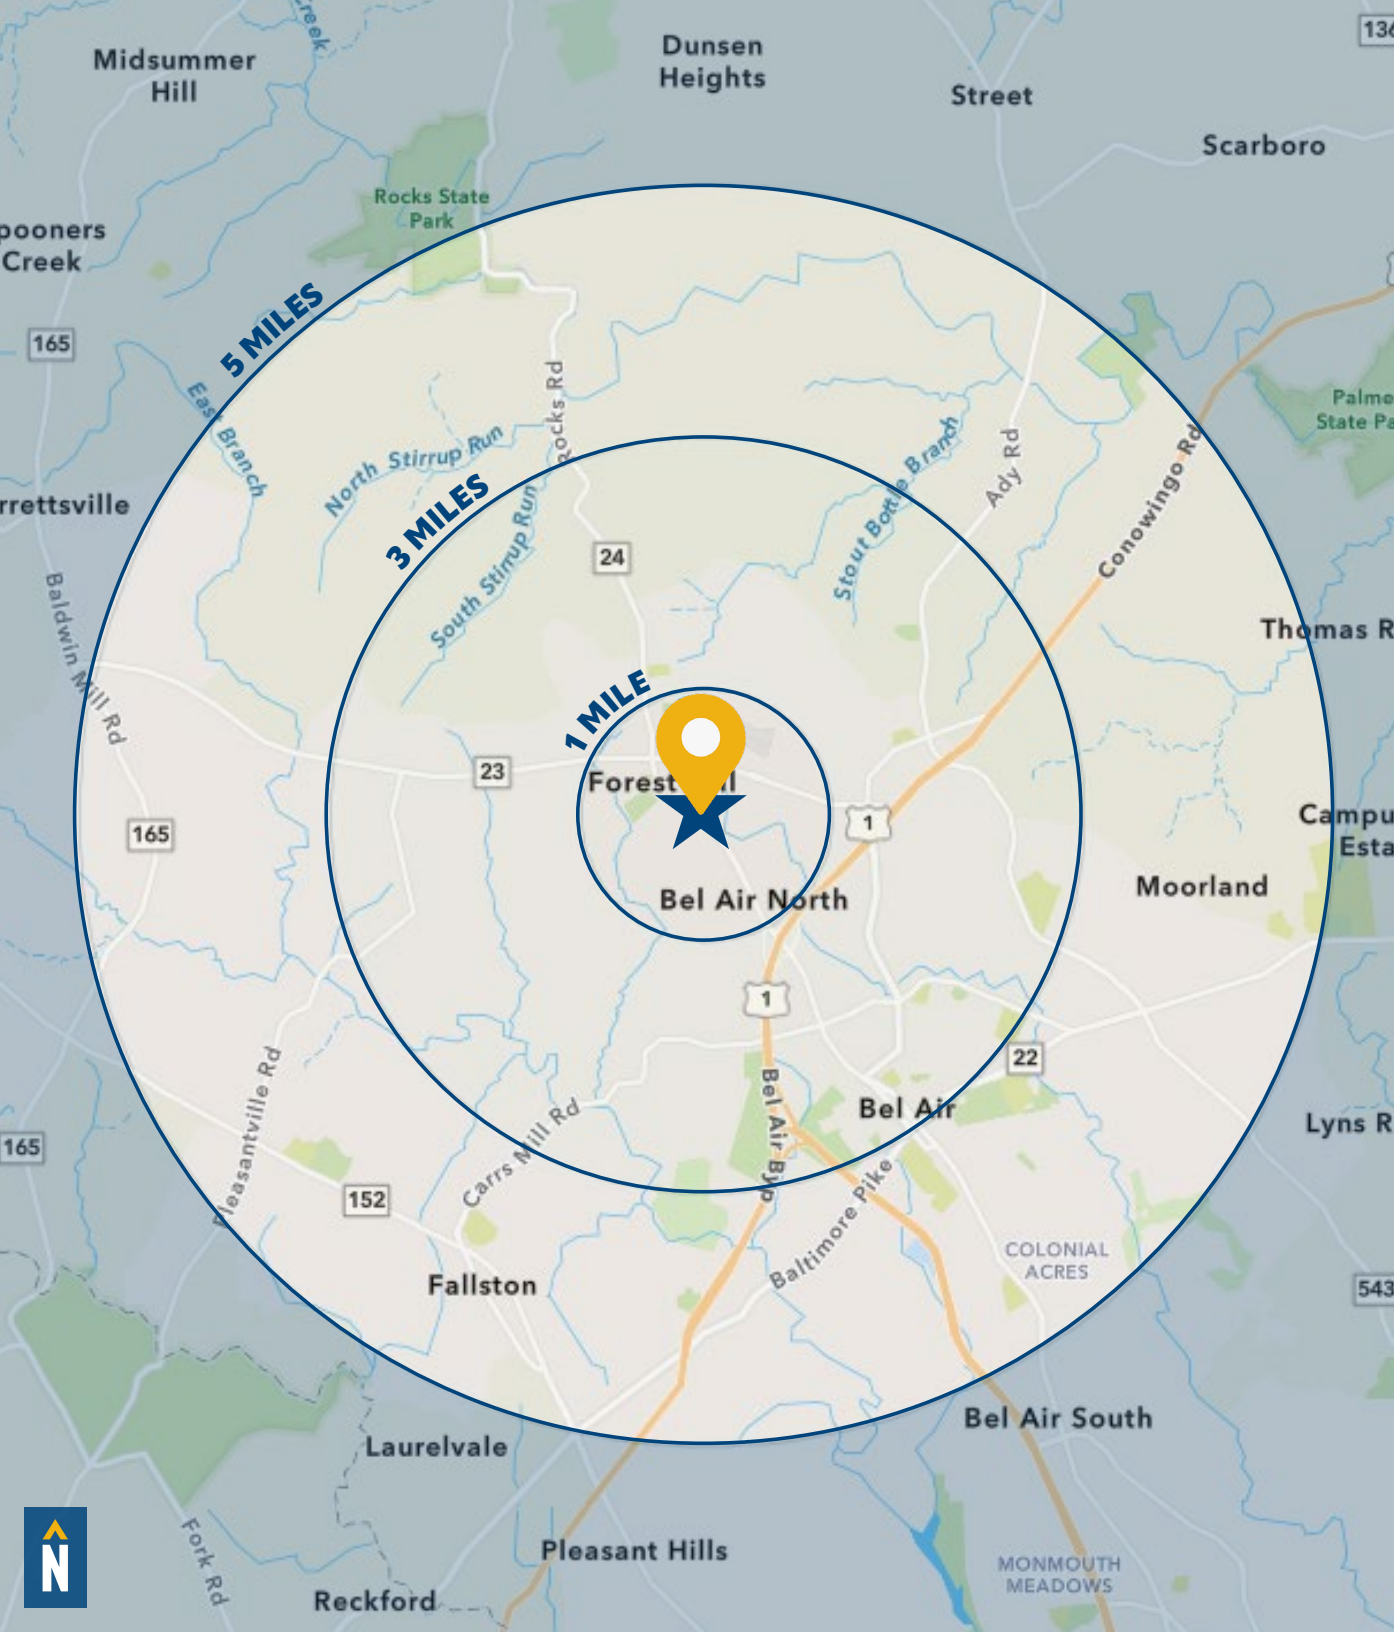 Creek
Midsummer
Hill
Dunsen
Heights
Street
136
Scarboro
Rocks State
Park
pooners
Creek
5 MILES
165
East Branch
Rocks Rd
Palme
State Pa
North Stirrup Run
Stout Bottle Branch
Ady Rd
Conowingo Rd
3 MILES
rrettsville
South Stirrup Run
24
Baldwin Mill Rd
Thomas R
1 MILE
23
Forest
1
165
Campu
Esta
Moorland
Bel Air North
1
22
Pleasantville Rd
Bel Air Byp
Bel Air
Carrs Mill Rd
Lyns R
165
152
Baltimore Pike
COLONIAL
ACRES
Fallston
543
Bel Air South
Laurelvale
Fork Rd
Pleasant Hills
MONMOUTH
MEADOWS
Reckford
N